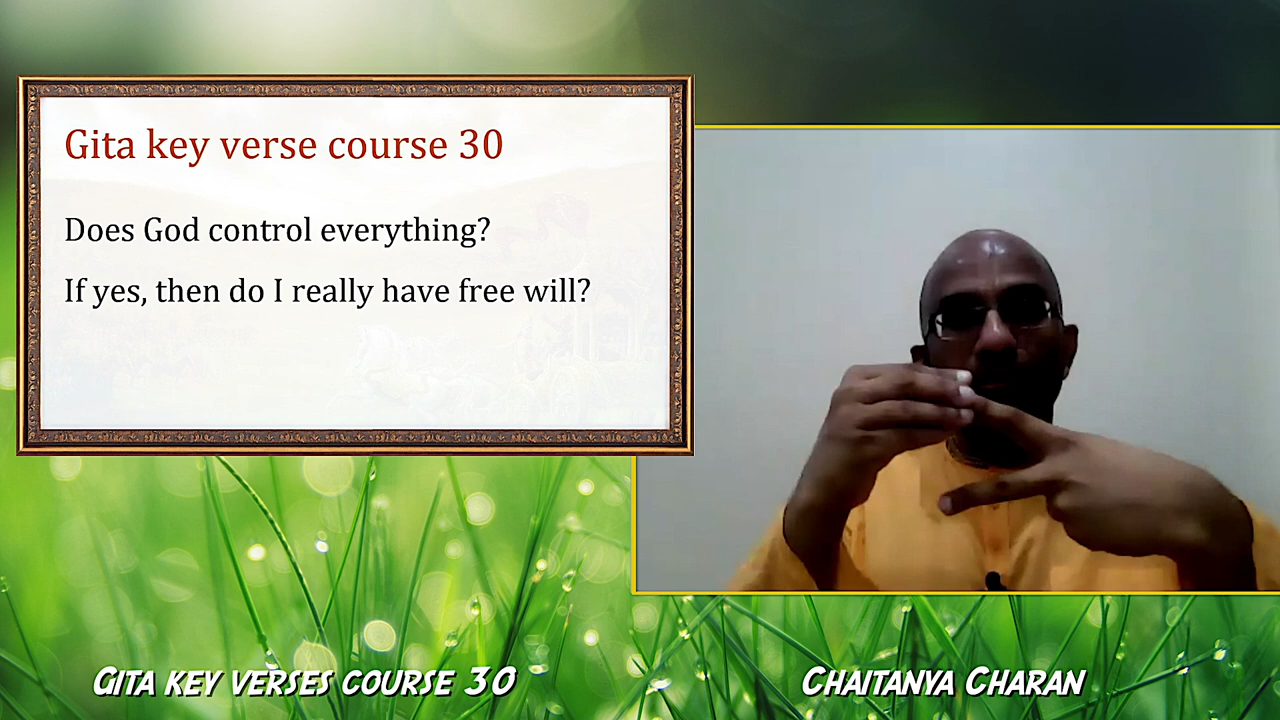 Gita key verse course 30
Does God control everything?
If yes, then do I really have free will?
Gita key verses course 30
Chaitanya Charan